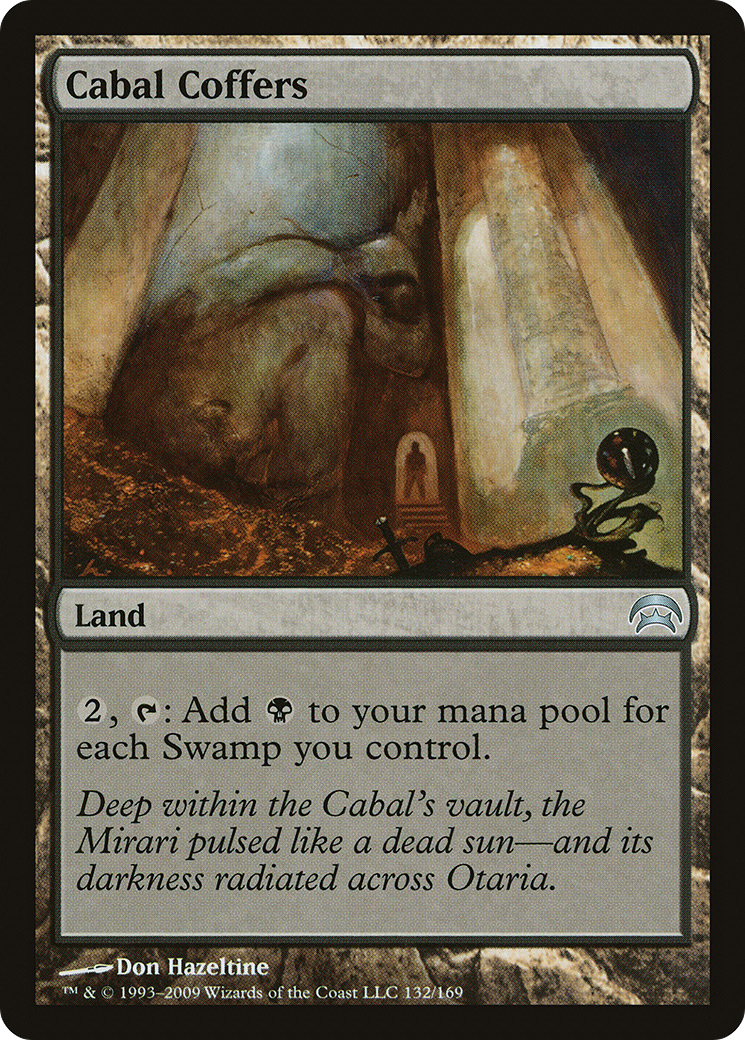 Cabal Coffers
Land
2, : Add to your mana pool for
each Swamp you control.
Deep within the Cabal's vault, the
Mirari pulsed like a dead sun—and its
darkness radiated across Otaria.
Don Hazeltine
™ & © 1993–2009 Wizards of the Coast LLC 132/169